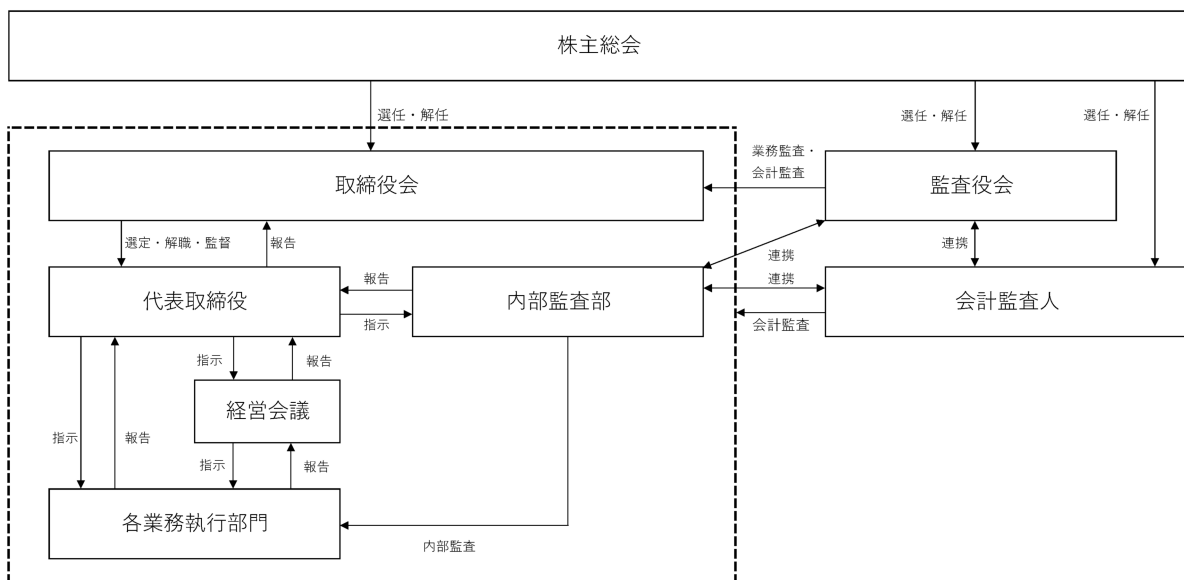 株主総会
選任・解任
選任・解任
選任・解任
業務監査・
会計監査
取締役会
監査役会
選定・解職・監督
報告
連携
連携
代表取締役
報告
指示
内部監査部
連携
会計監査
会計監査人
指示
報告
経営会議
指示
報告
指示
報告
各業務執行部門
内部監査